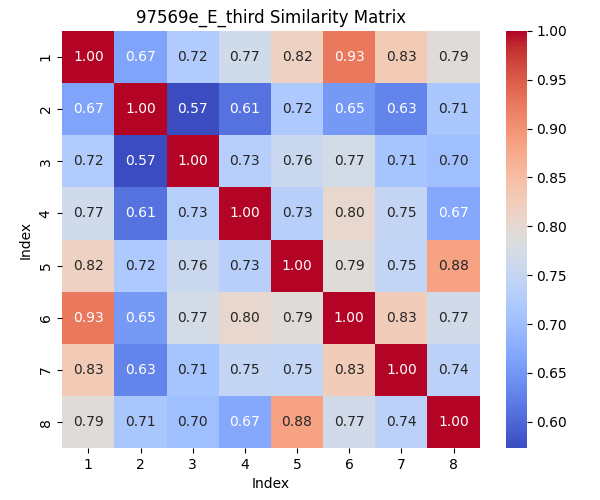 97569e_E_third Similarity Matrix
1 1.00 0.67 0.72 0.77 0.82 0.93 0.83 0.79
2 0.67 1.00 0.57 0.61 0.72 0.65 0.63 0.71
3 0.72 0.57 1.00 0.73 0.76 0.77 0.71 0.70
4 0.77 0.61 0.73 1.00 0.73 0.80 0.75 0.67
5 0.82 0.72 0.76 0.73 1.00 0.79 0.75 0.88
6 0.93 0.65 0.77 0.80 0.79 1.00 0.83 0.77
7 0.83 0.63 0.71 0.75 0.75 0.83 1.00 0.74
8 0.79 0.71 0.70 0.67 0.88 0.77 0.74 1.00
1 2 3 4 5 6 7 8
Index
Index
1.00
0.95
0.90
0.85
0.80
0.75
0.70
0.65
0.60